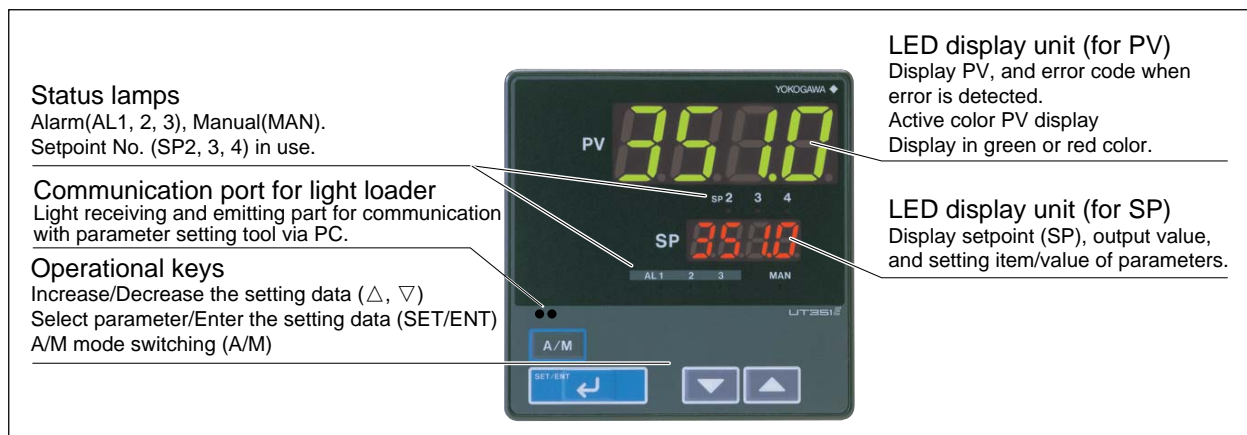 Status lamps
Alarm(AL1, 2, 3), Manual(MAN).
Setpoint No. (SP2, 3, 4) in use.
Communication port for light loader
Light receiving and emitting part for communication
with parameter setting tool via PC.
Operational keys
Increase/Decrease the setting data (△, ▽)
Select parameter/Enter the setting data (SET/ENT)
A/M mode switching (A/M)
YOKOGAWA ◆
PV 351.0
SP 2 3 4
SP 351.0
AL 1 2 3 MAN
UT351E
A/M
SET/ENT
LED display unit (for PV)
Display PV, and error code when
error is detected.
Active color PV display
Display in green or red color.
LED display unit (for SP)
Display setpoint (SP), output value,
and setting item/value of parameters.